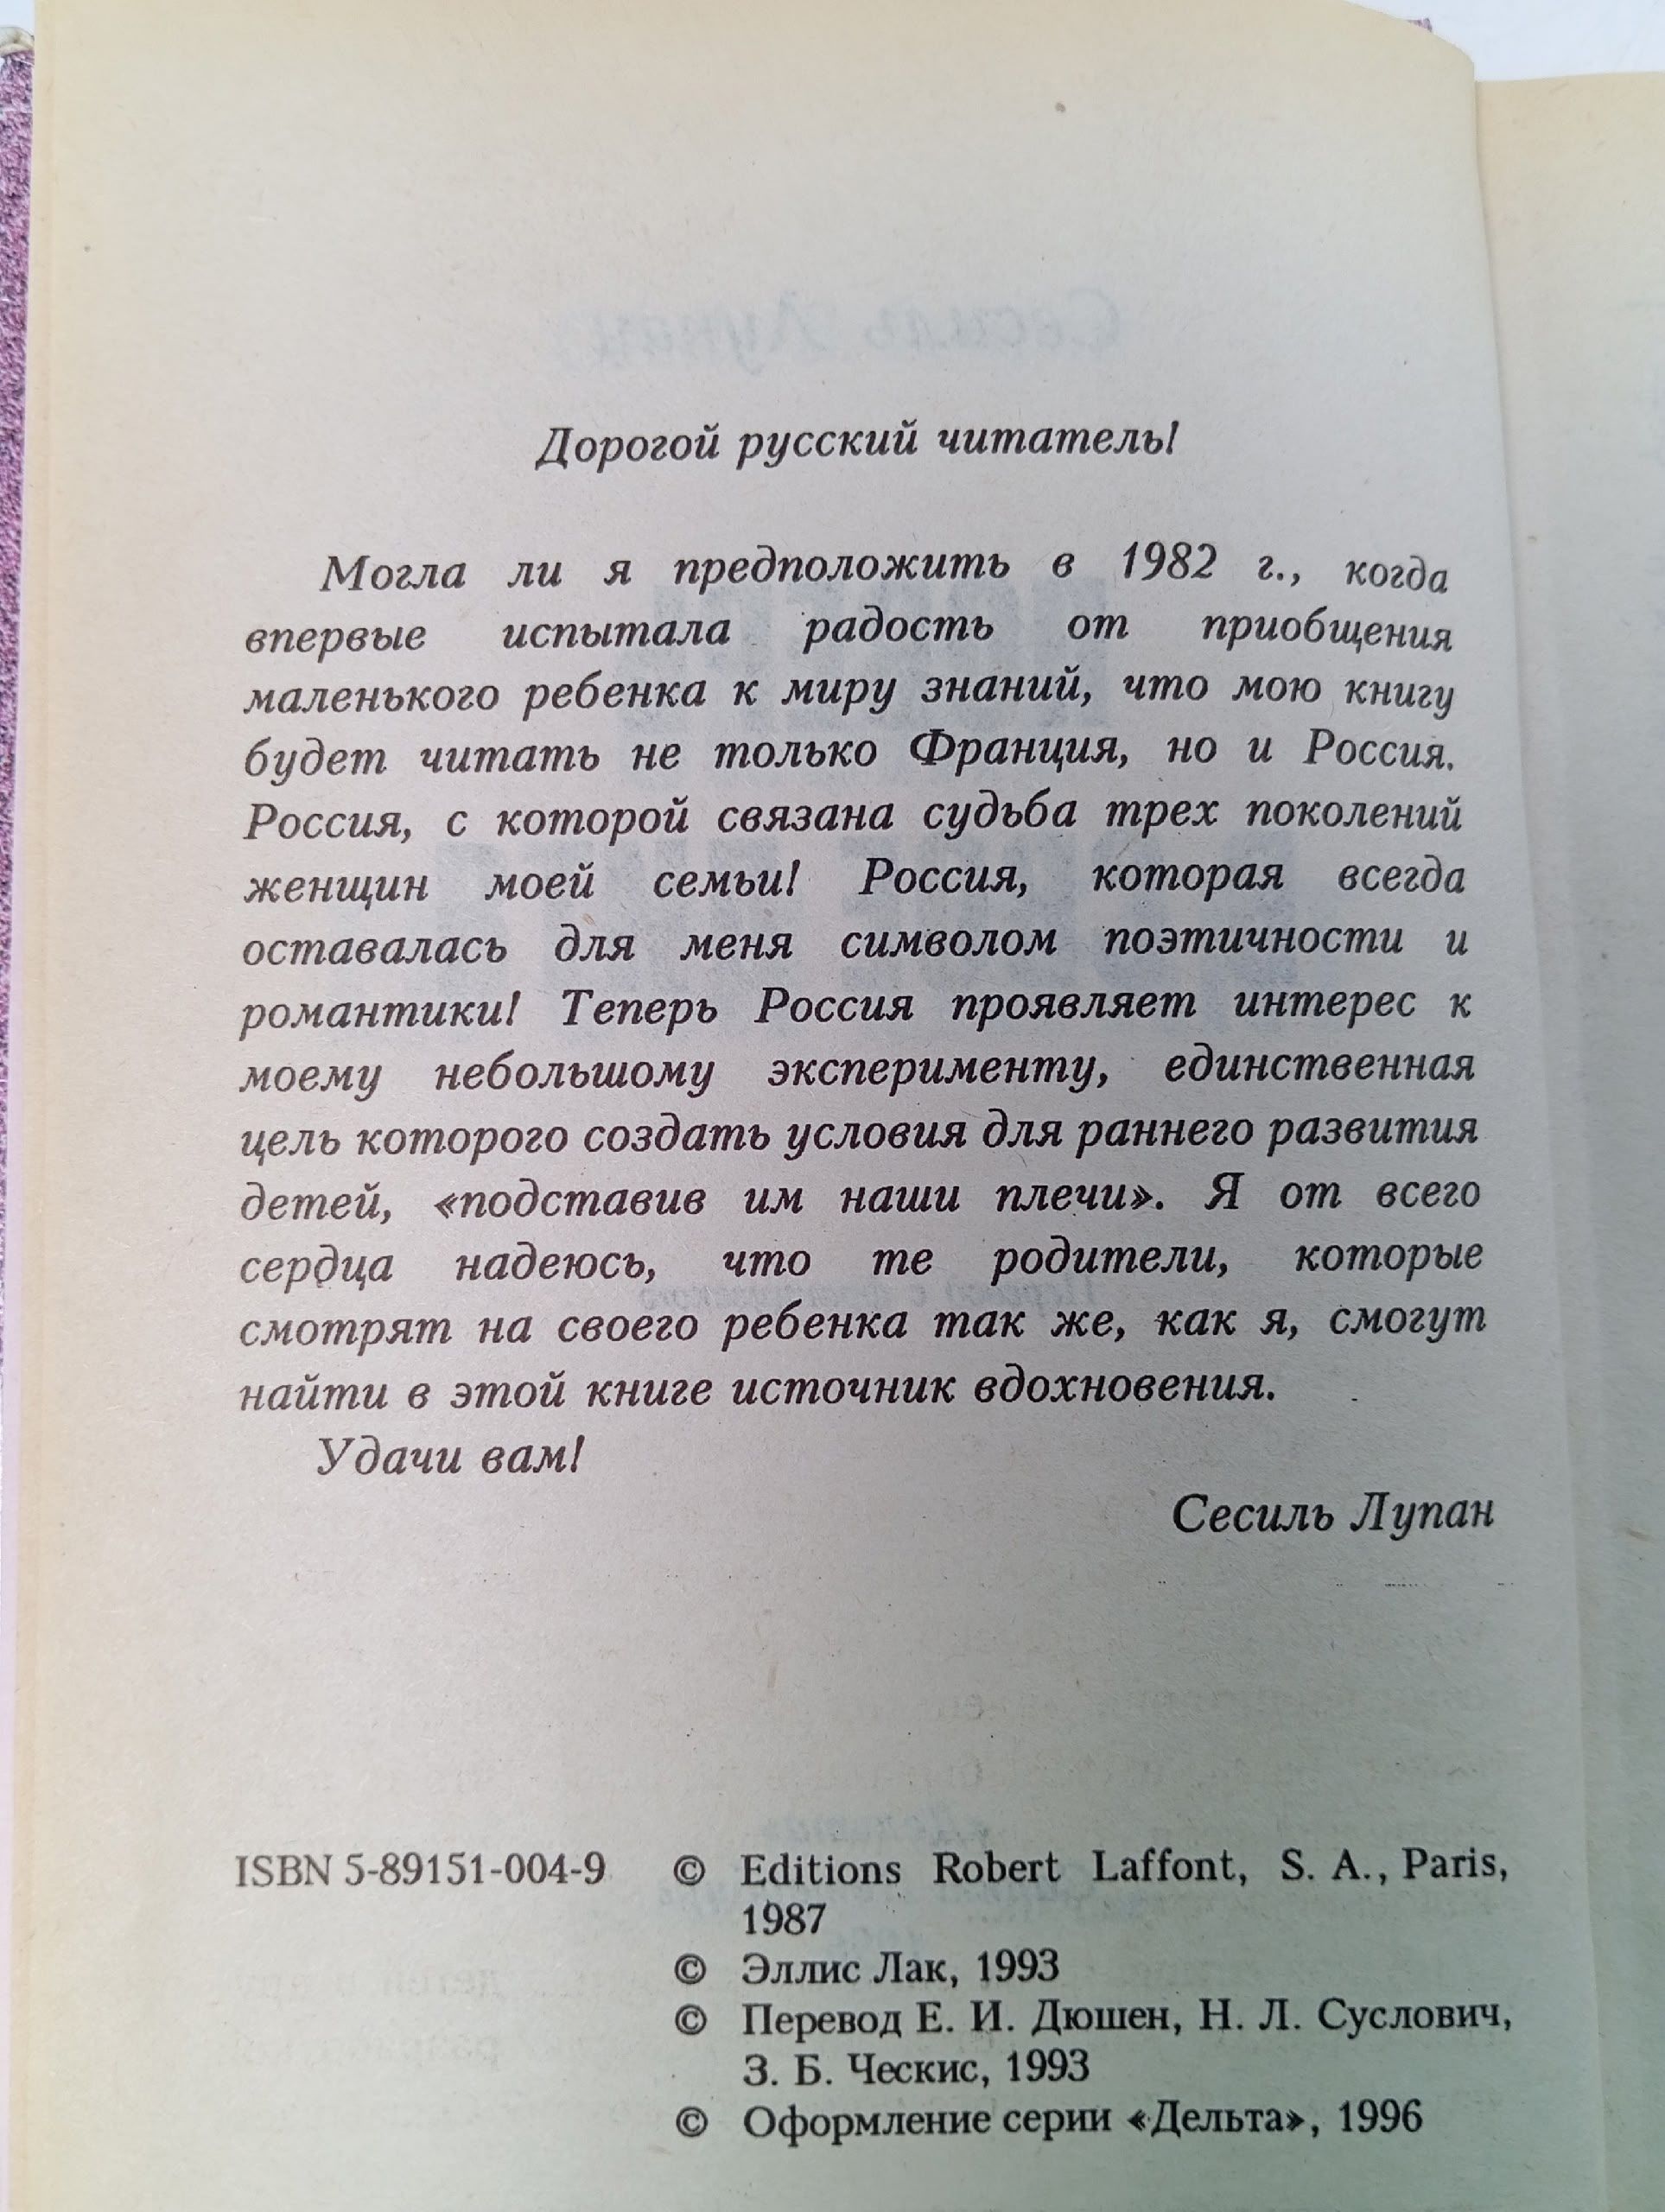 Дорогой русский читатель!
Могла ли я предположить в 1982 г., когда
впервые испытала радость от приобщения
маленького ребенка к миру знаний, что мою книгу
будет читать не только Франция, но и Россия.
Россия, с которой связана судьба трех поколений
женщин моей семьи! Россия, которая всегда
оставалась для меня символом поэтичности и
романтики! Теперь Россия проявляет интерес к
моему небольшому эксперименту, единственная
цель которого создать условия для раннего развития
детей, «подставив им наши плечи». Я от всего
сердца надеюсь, что те родители, которые
смотрят на своего ребенка так же, как я, смогут
найти в этой книге источник вдохновения.
Удачи вам!
Сесиль Лупан
ISBN 5-89151-004-9 © Editions Robert Laffont, S. A., Paris,
1987
© Эллис Лак, 1993
© Перевод Е. И. Дюшен, Н. Л. Суслович,
З. Б. Ческис, 1993
© Оформление серии «Дельта», 1996